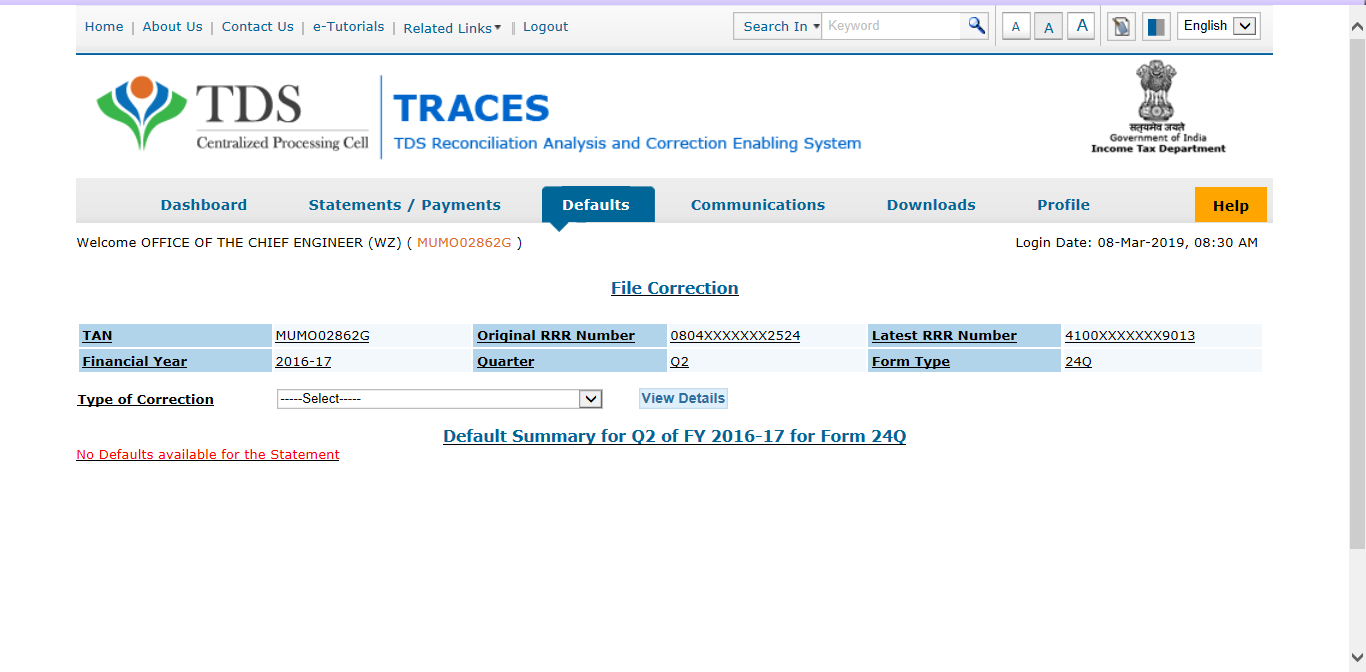 Home | About Us | Contact Us | e-Tutorials | Related Links | Logout
Search In Keyword A A A English
TDS
Centralized Processing Cell
TRACES
TDS Reconciliation Analysis and Correction Enabling System
सत्यमेव जयते
Government of India
Income Tax Department
Dashboard Statements / Payments Defaults Communications Downloads Profile Help
Welcome OFFICE OF THE CHIEF ENGINEER (WZ) ( MUMO02862G ) Login Date: 08-Mar-2019, 08:30 AM
File Correction
TAN MUMO02862G Original RRR Number 0804XXXXXXX2524 Latest RRR Number 4100XXXXXXX9013
Financial Year 2016-17 Quarter Q2 Form Type 24Q
Type of Correction -----Select----- View Details
Default Summary for Q2 of FY 2016-17 for Form 24Q
No Defaults available for the Statement